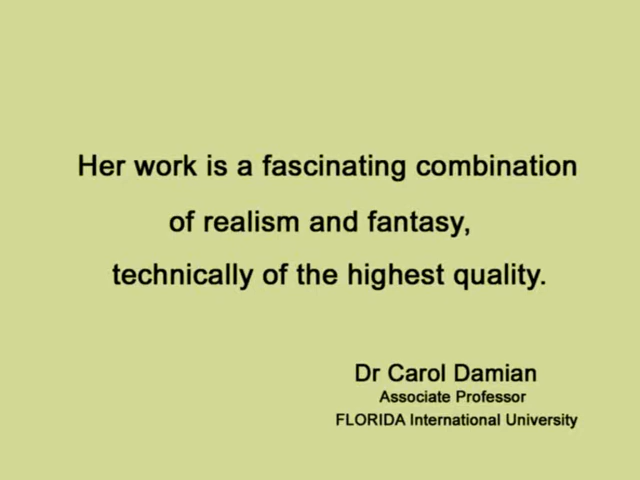 Her work is a fascinating combination
of realism and fantasy,
technically of the highest quality.
Dr Carol Damian
Associate Professor
FLORIDA International University